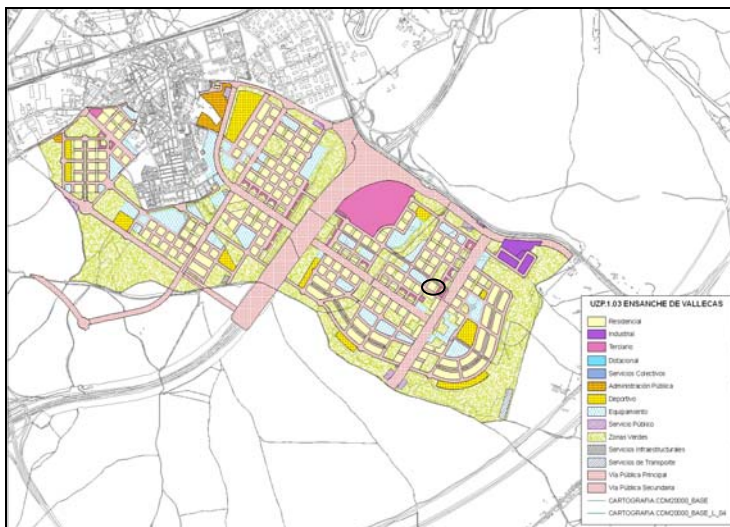 UZP.1.03 ENSANCHE DE VALLECAS
Residencial
Industrial
Terciario
Dotacional
Servicios Colectivos
Administración Pública
Deportivo
Equipamiento
Servicio Público
Zonas Verdes
Servicios Infraestructurales
Servicios de Transporte
Vía Pública Principal
Vía Pública Secundaria
CARTOGRAFIA.CDM20000_BASE
CARTOGRAFIA.CDM20000_BASE_L_04